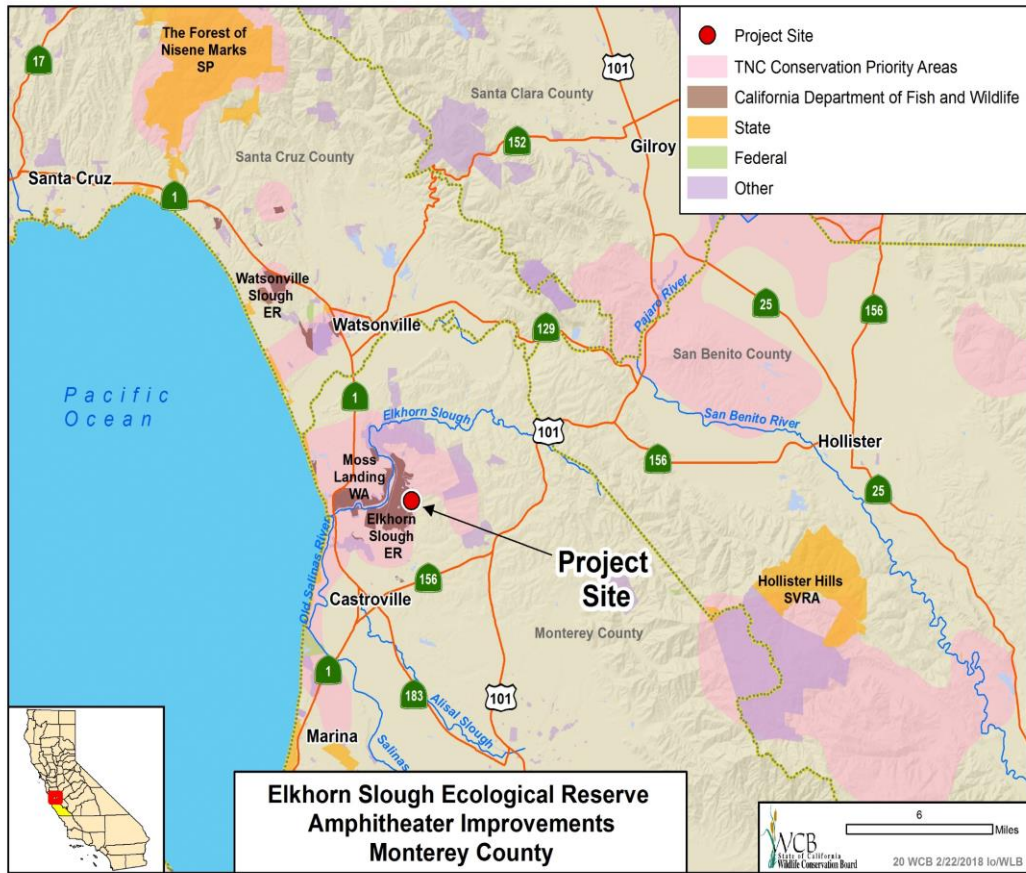 The Forest of
Nisene Marks
SP
17
101
Santa Clara County
152
Gilroy
Santa Cruz County
Santa Cruz
1
Project Site
TNC Conservation Priority Areas
California Department of Fish and Wildlife
State
Federal
Other
Watsonville
Slough
ER
Watsonville
129
Pajaro River
25
156
San Benito County
Pacific
Ocean
1
Elkhorn Slough
101
San Benito River
Hollister
156
25
Moss
Landing
WA
Elkhorn
Slough
ER
Project
Site
Old Salinas River
156
Castroville
Hollister Hills
SVRA
Monterey County
1
183
101
Alisal Slough
Marina
Salinas
Elkhorn Slough Ecological Reserve
Amphitheater Improvements
Monterey County
WCB
State of California
Wildlife Conservation Board
6
Miles
20 WCB 2/22/2018 lo/WLB